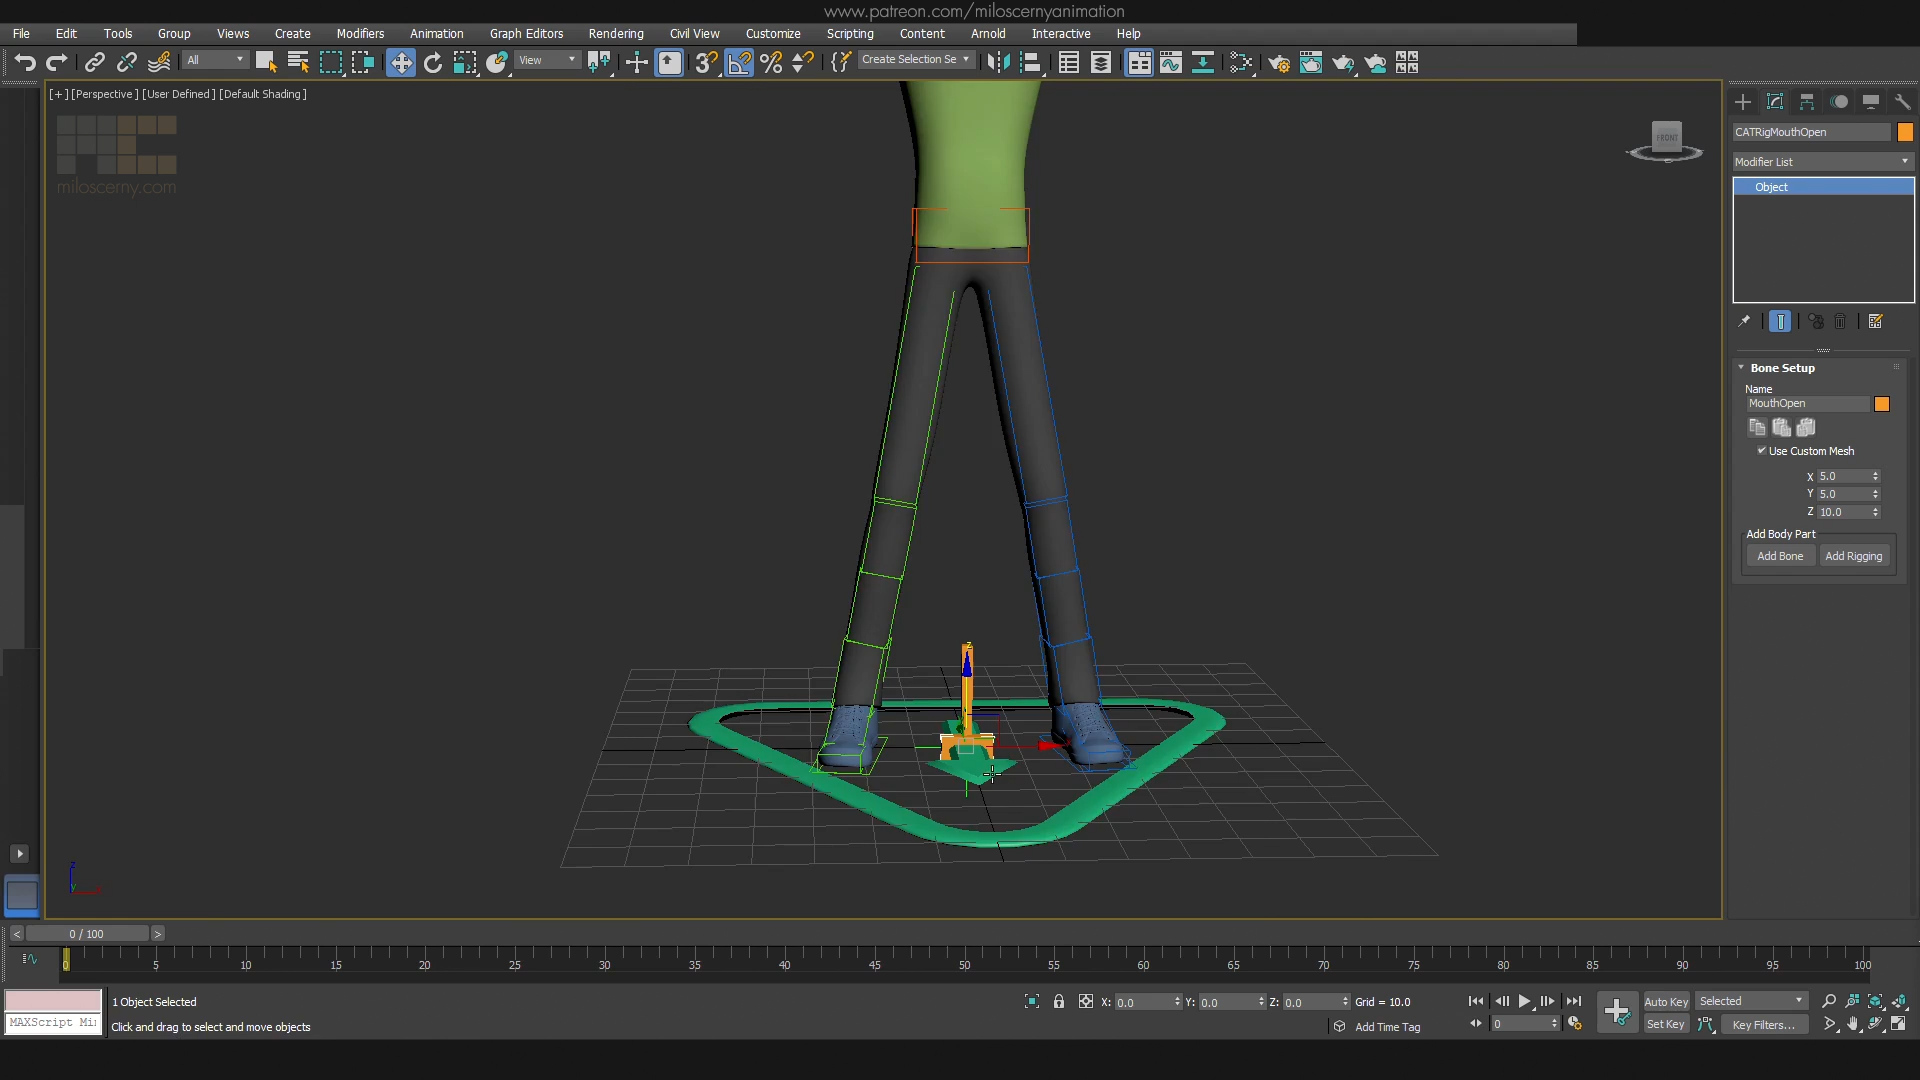 www.patreon.com/miloscernyanimation
File Edit Tools Group Views Create Modifiers Animation Graph Editors Rendering Civil View Customize Scripting Content Arnold Interactive Help
All View 3 Create Selection Se
[+] [Perspective ] [User Defined ] [Default Shading ]
miloscerny.com
FRONT
CATRigMouthOpen
Modifier List
Object
Bone Setup
Name
MouthOpen
Use Custom Mesh
X 5.0
Y 5.0
Z 10.0
Add Body Part
Add Bone Add Rigging
z
z
y
< 0 / 100 >
0 5 10 15 20 25 30 35 40 45 50 55 60 65 70 75 80 85 90 95 100
1 Object Selected X: 0.0 Y: 0.0 Z: 0.0 Grid = 10.0 Auto Key Selected
MAXScript Mi Click and drag to select and move objects Add Time Tag 0 Set Key Key Filters...